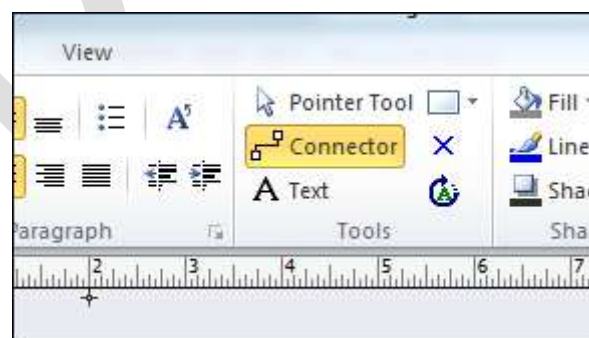 View
Pointer Tool
Fill
Connector
Line
A Text
Paragraph
Tools
2 3 4 5 6 7